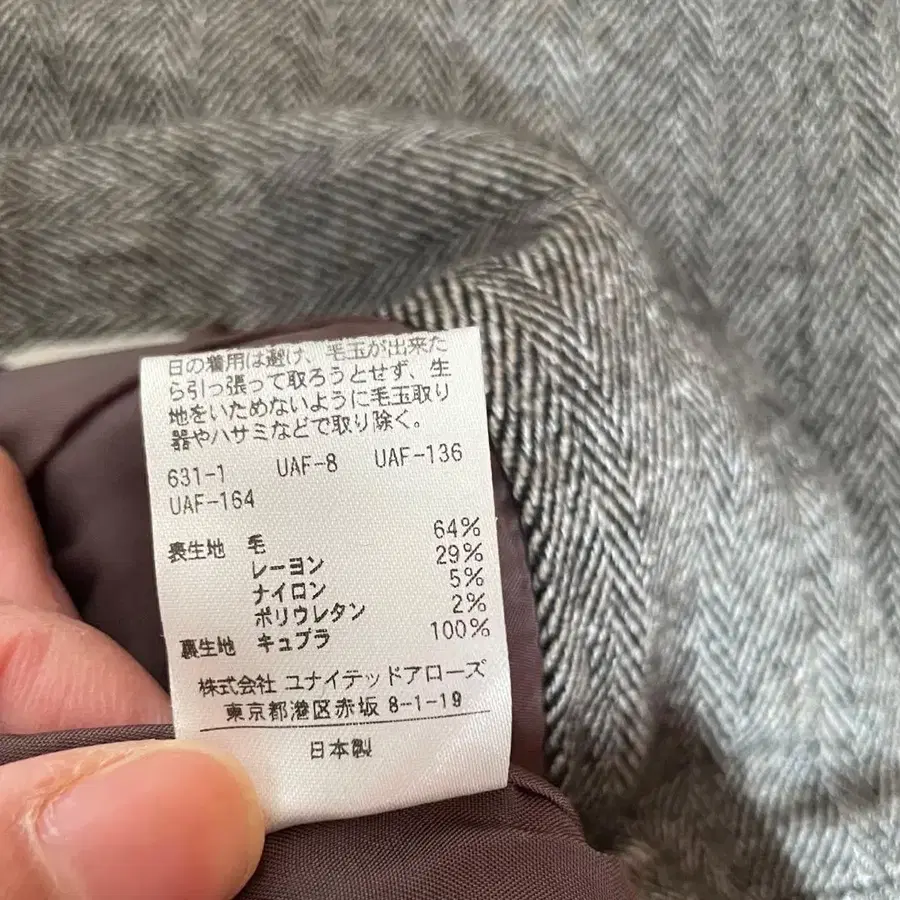 日の着用は避け、毛玉が出来た
ら引っ張って取ろうとせず、生
地をいためないように毛玉取り
器やハサミなどで取り除く。
631-1 UAF-8 UAF-136
UAF-164
表生地 毛 64%
レーヨン 29%
ナイロン 5%
ポリウレタン 2%
裏生地 キュプラ 100%
株式会社 ユナイテッドアローズ
東京都港区赤坂 8-1-19
日本製